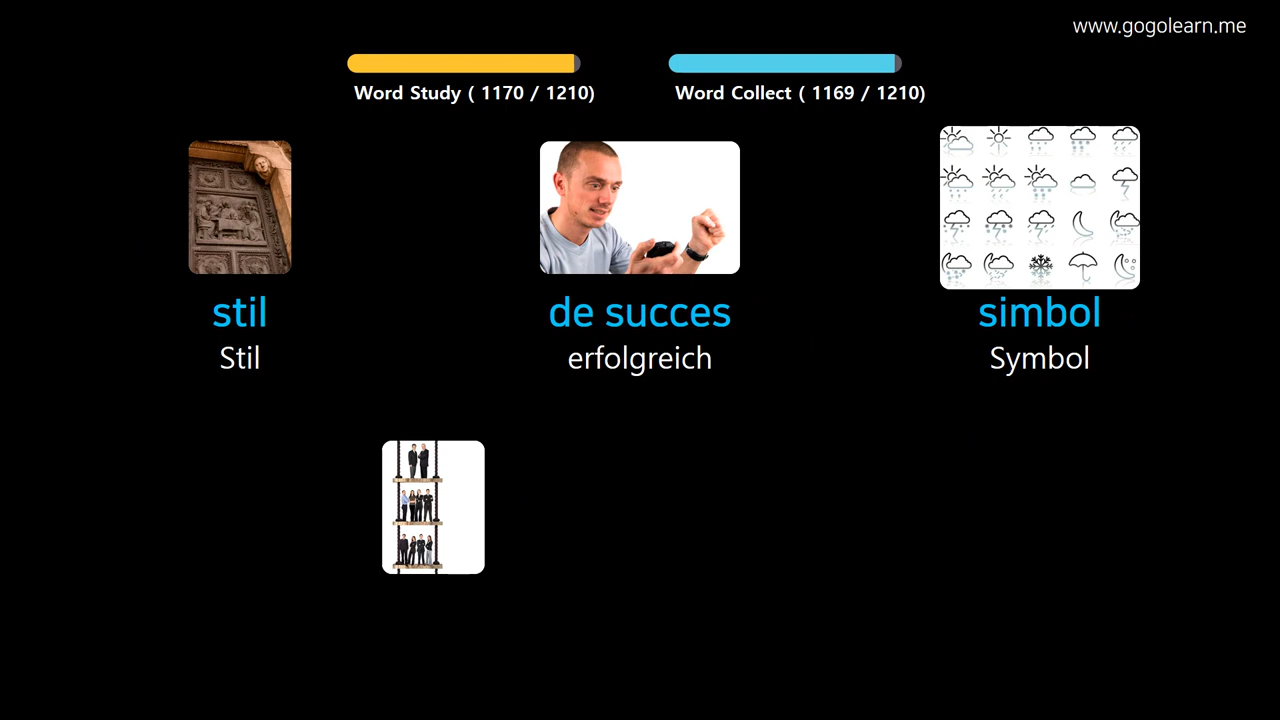 www.gogolearn.me
Word Study ( 1170 / 1210)
Word Collect ( 1169 / 1210)
stil
de succes
simbol
Stil
erfolgreich
Symbol